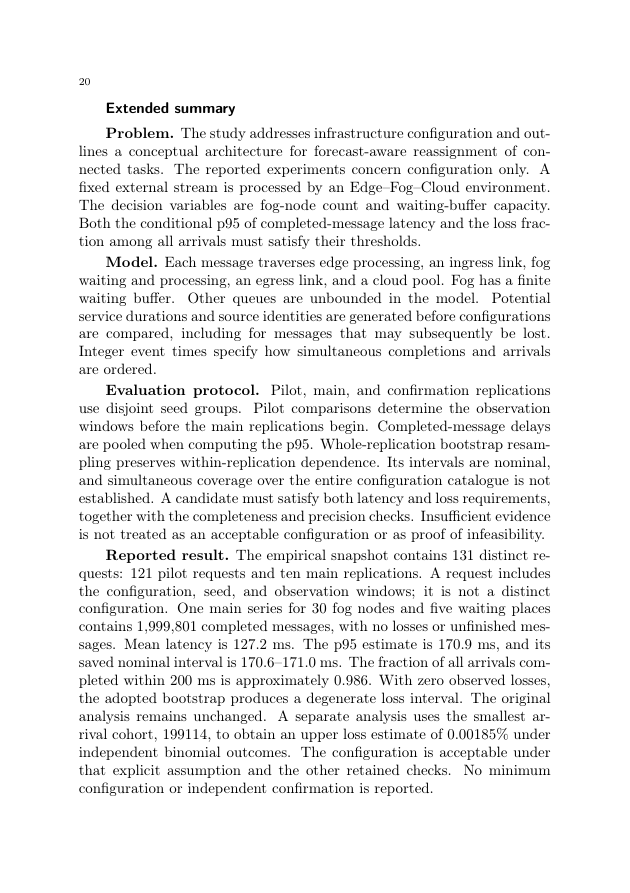 20
Extended summary
Problem. The study addresses infrastructure configuration and out-
lines a conceptual architecture for forecast-aware reassignment of con-
nected tasks. The reported experiments concern configuration only. A
fixed external stream is processed by an Edge–Fog–Cloud environment.
The decision variables are fog-node count and waiting-buffer capacity.
Both the conditional p95 of completed-message latency and the loss frac-
tion among all arrivals must satisfy their thresholds.
Model. Each message traverses edge processing, an ingress link, fog
waiting and processing, an egress link, and a cloud pool. Fog has a finite
waiting buffer. Other queues are unbounded in the model. Potential
service durations and source identities are generated before configurations
are compared, including for messages that may subsequently be lost.
Integer event times specify how simultaneous completions and arrivals
are ordered.
Evaluation protocol. Pilot, main, and confirmation replications
use disjoint seed groups. Pilot comparisons determine the observation
windows before the main replications begin. Completed-message delays
are pooled when computing the p95. Whole-replication bootstrap resam-
pling preserves within-replication dependence. Its intervals are nominal,
and simultaneous coverage over the entire configuration catalogue is not
established. A candidate must satisfy both latency and loss requirements,
together with the completeness and precision checks. Insufficient evidence
is not treated as an acceptable configuration or as proof of infeasibility.
Reported result. The empirical snapshot contains 131 distinct re-
quests: 121 pilot requests and ten main replications. A request includes
the configuration, seed, and observation windows; it is not a distinct
configuration. One main series for 30 fog nodes and five waiting places
contains 1,999,801 completed messages, with no losses or unfinished mes-
sages. Mean latency is 127.2 ms. The p95 estimate is 170.9 ms, and its
saved nominal interval is 170.6–171.0 ms. The fraction of all arrivals com-
pleted within 200 ms is approximately 0.986. With zero observed losses,
the adopted bootstrap produces a degenerate loss interval. The original
analysis remains unchanged. A separate analysis uses the smallest ar-
rival cohort, 199114, to obtain an upper loss estimate of 0.00185% under
independent binomial outcomes. The configuration is acceptable under
that explicit assumption and the other retained checks. No minimum
configuration or independent confirmation is reported.